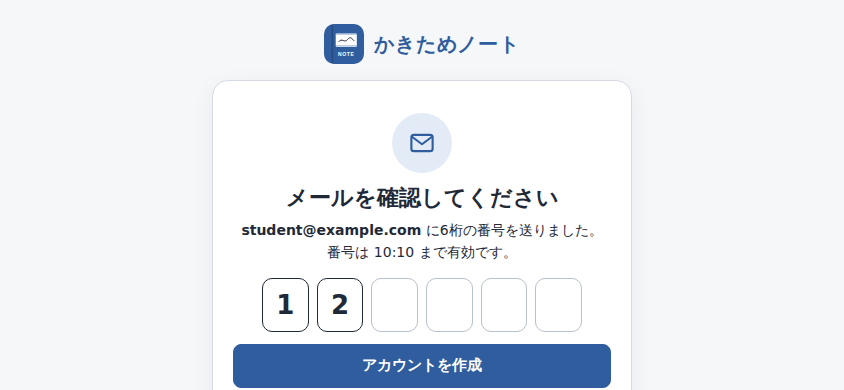 NOTE
かきためノート
メールを確認してください
student@example.com に6桁の番号を送りました。
番号は 10:10 まで有効です。
1 2
アカウントを作成